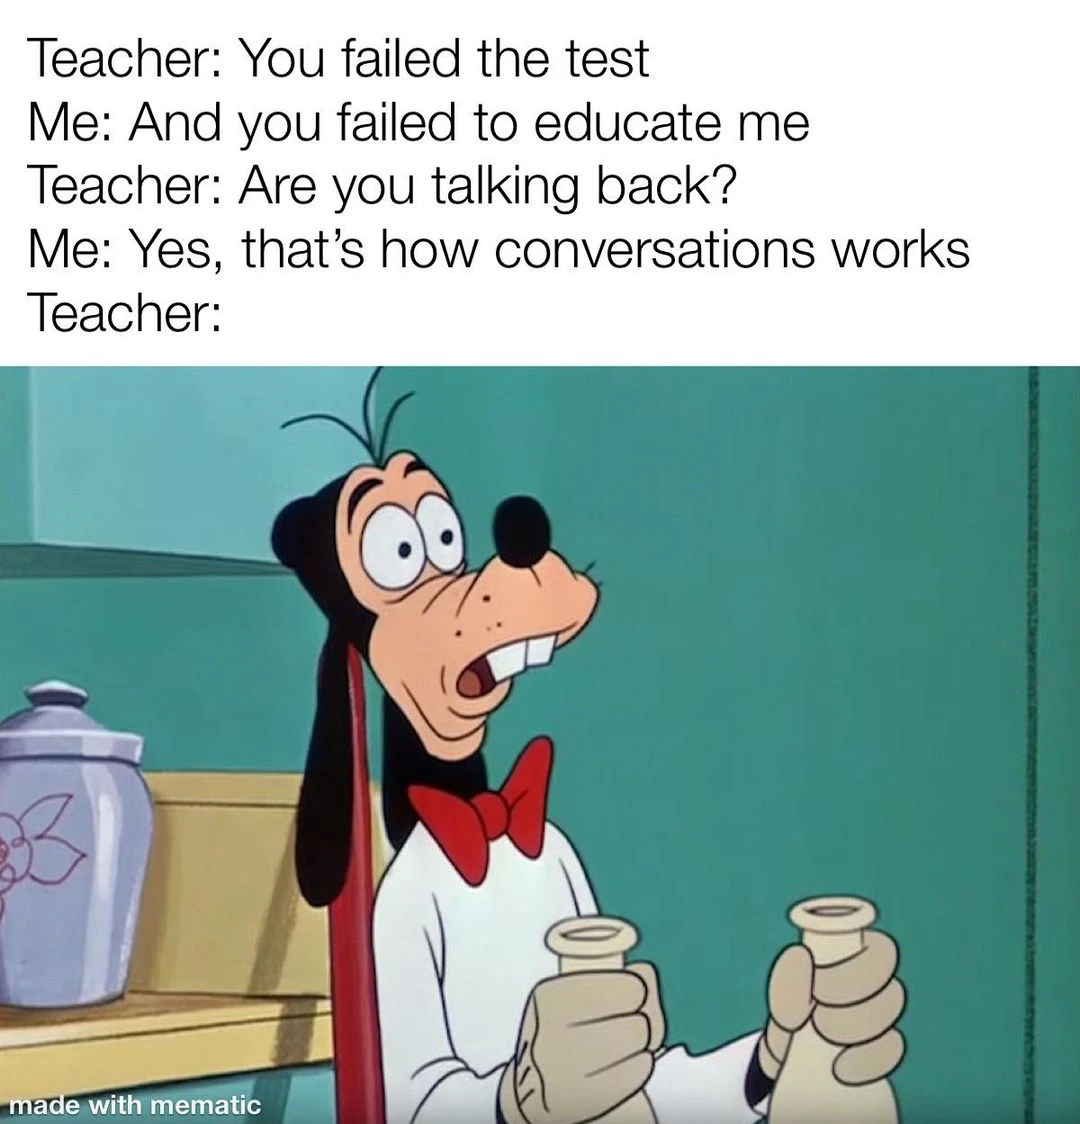 Teacher: You failed the test
Me: And you failed to educate me
Teacher: Are you talking back?
Me: Yes, that’s how conversations works
Teacher:
made with mematic